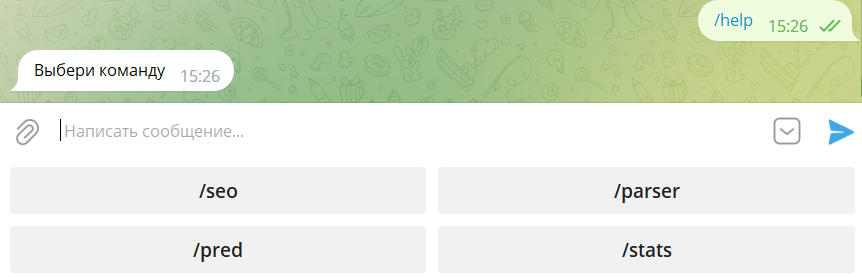 /help 15:26
Выбери команду 15:26
Написать сообщение...
/seo /parser
/pred /stats